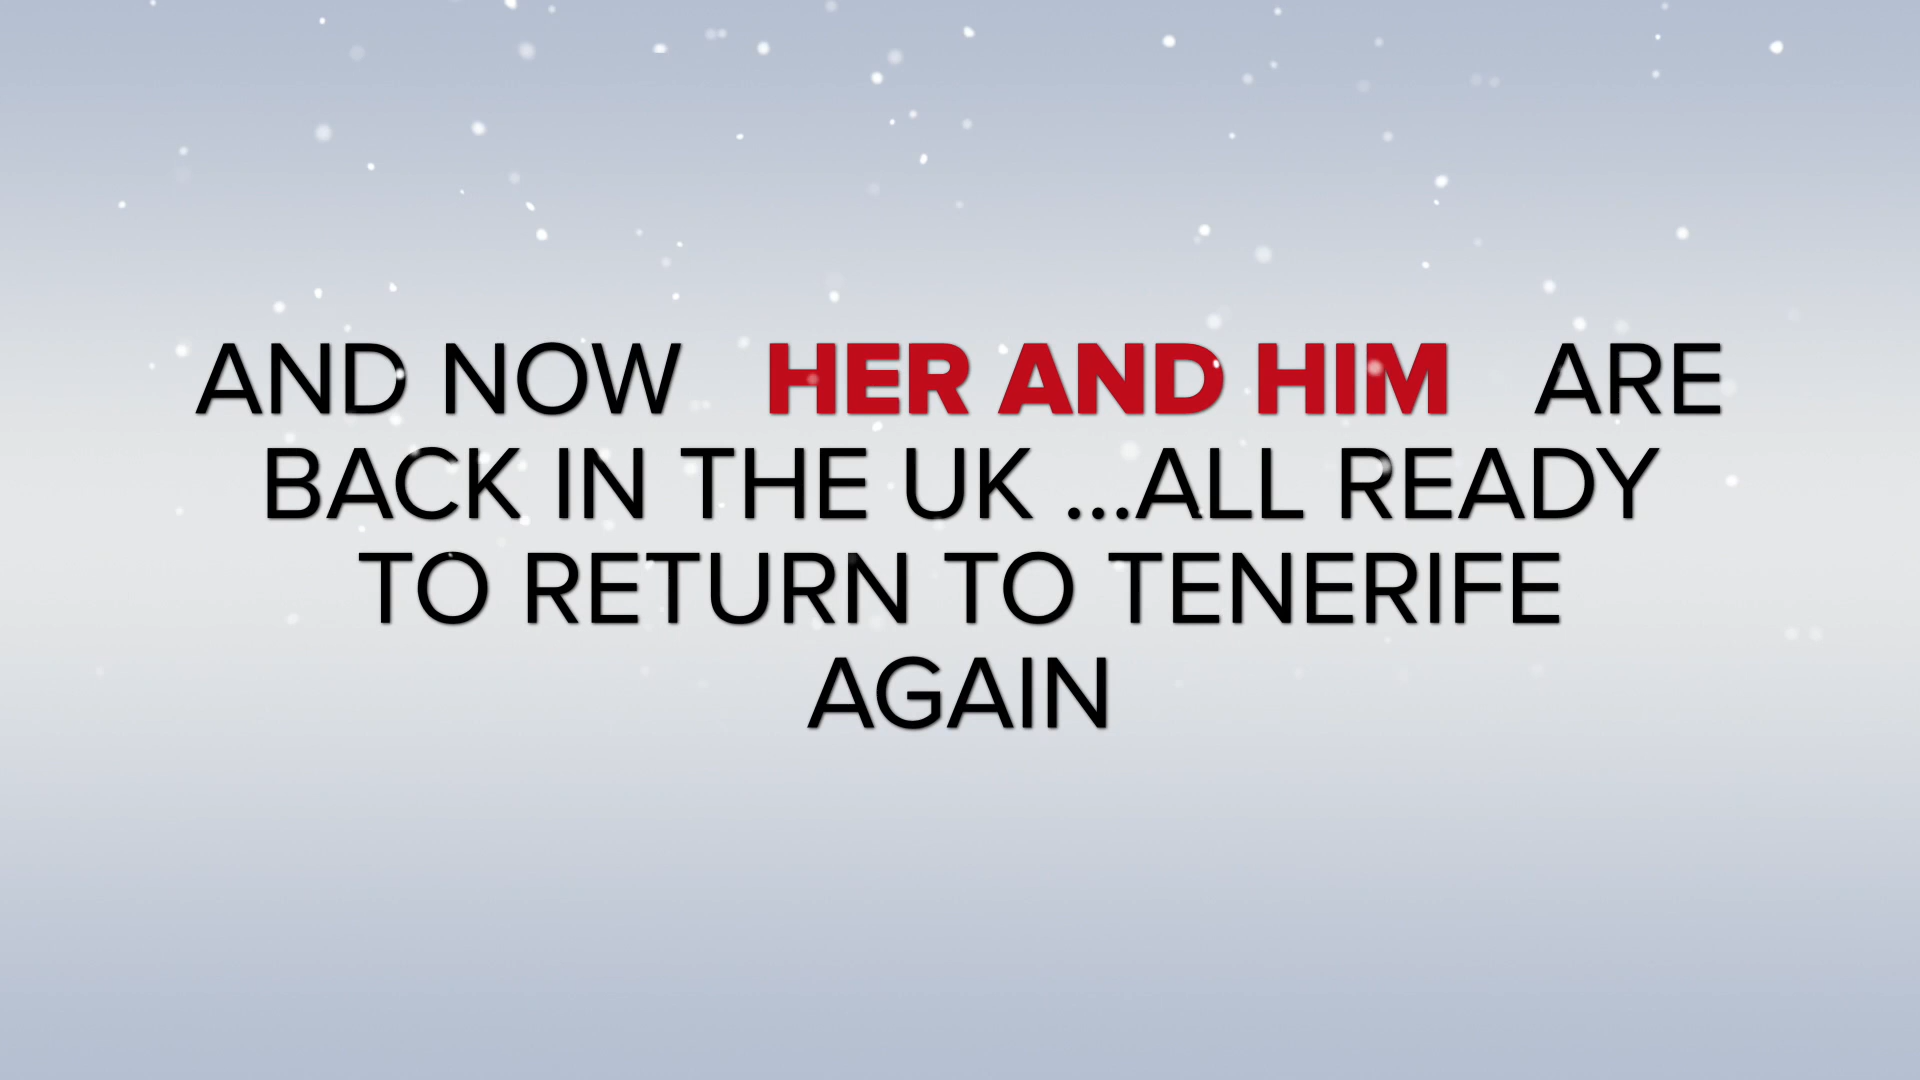 AND NOW HER AND HIM ARE
BACK IN THE UK ...ALL READY
TO RETURN TO TENERIFE
AGAIN